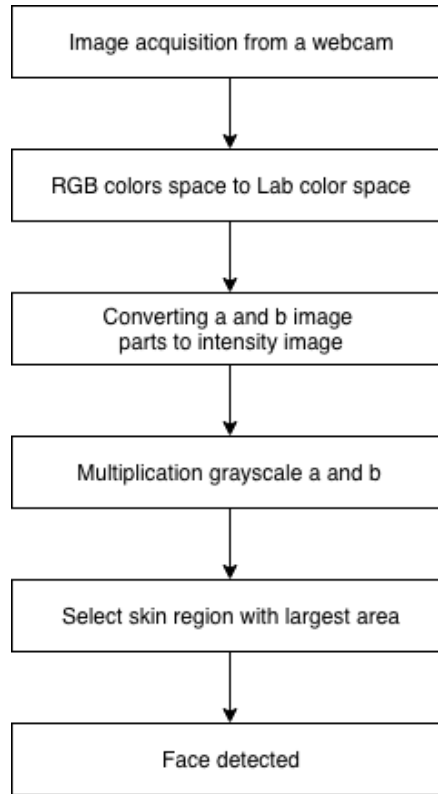 Image acquisition from a webcam
RGB colors space to Lab color space
Converting a and b image
parts to intensity image
Multiplication grayscale a and b
Select skin region with largest area
Face detected